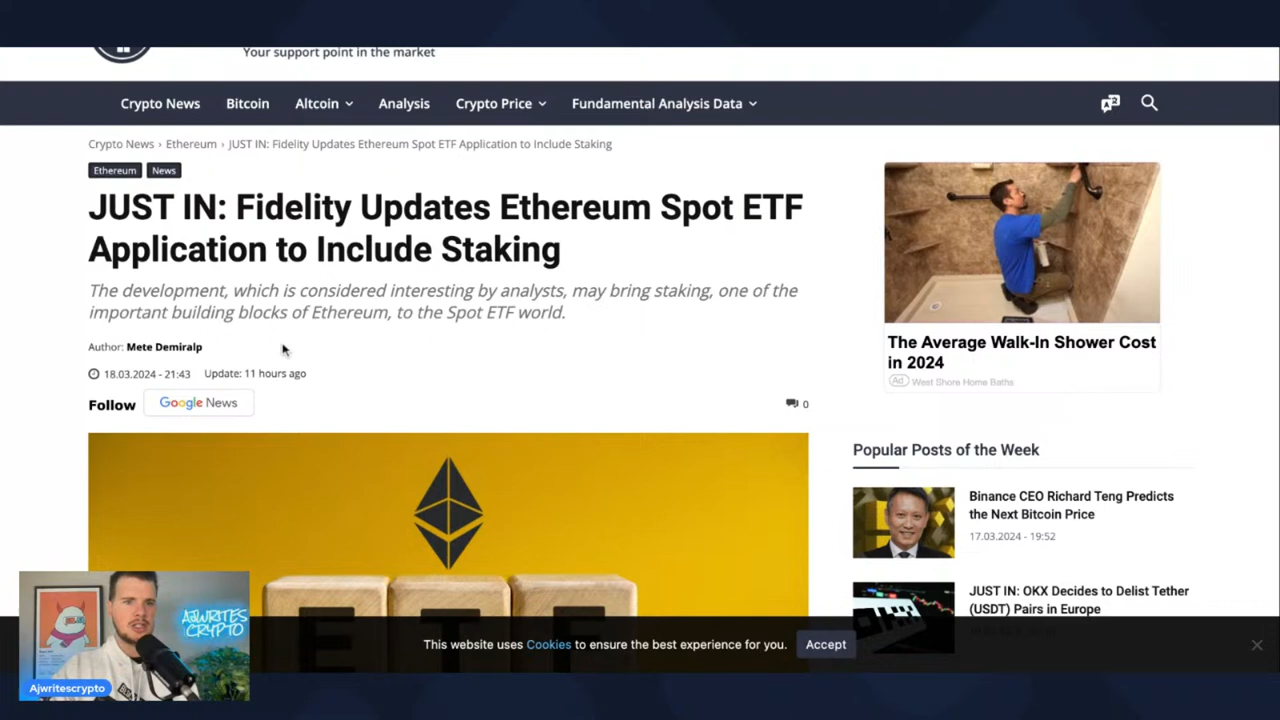 Your support point in the market
Crypto News
Bitcoin
Altcoin
Analysis
Crypto Price
Fundamental Analysis Data
Crypto News › Ethereum › JUST IN: Fidelity Updates Ethereum Spot ETF Application to Include Staking
Ethereum
News
JUST IN: Fidelity Updates Ethereum Spot ETF
Application to Include Staking
The development, which is considered interesting by analysts, may bring staking, one of the
important building blocks of Ethereum, to the Spot ETF world.
Author: Mete Demiralp
18.03.2024 - 21:43 Update: 11 hours ago
Follow
Google News
0
E T F
The Average Walk-In Shower Cost
in 2024
Ad West Shore Home Baths
Popular Posts of the Week
Binance CEO Richard Teng Predicts
the Next Bitcoin Price
17.03.2024 - 19:52
JUST IN: OKX Decides to Delist Tether
(USDT) Pairs in Europe
This website uses Cookies to ensure the best experience for you.
Accept
AJWRITES
CRYPTO
Ajwritescrypto